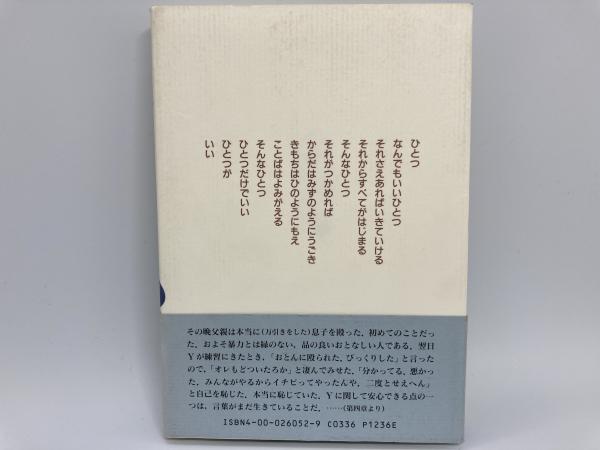 ひとつ
なんでもいいひとつ
それさえあればいきていける
それからすべてがはじまる
そんなひとつ
それがつかめれば
からだはみずのようにうごき
きもちはひのようにもえ
ことばはよみがえる
そんなひとつ
ひとつだけでいい
ひとつが
いい
その晩父親は本当に(万引きをした)息子を殴った．初めてのことだっ
た．およそ暴力とは縁のない，品の良いおとなしい人である．翌日
Yが練習にきたとき，「おとんに殴られた，びっくりした」と言った
ので，「オレもどついたろか」と凄んでみせた．「分かってる，悪かっ
た．みんながやるからイチビってやったんや，二度とせえへん」
と自己を恥じた．本当に恥じていた．Yに関して安心できる点の一
つは，言葉がまだ生きていることだ．……(第四章より)
ISBN4-00-026052-9 C0336 P1236E